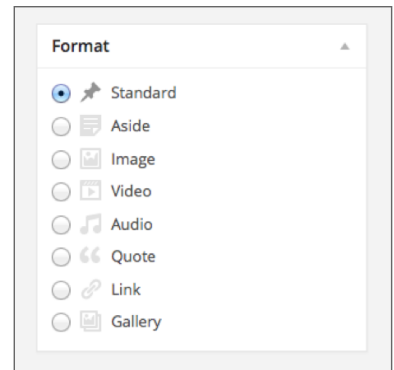 Format
Standard
Aside
Image
Video
Audio
Quote
Link
Gallery